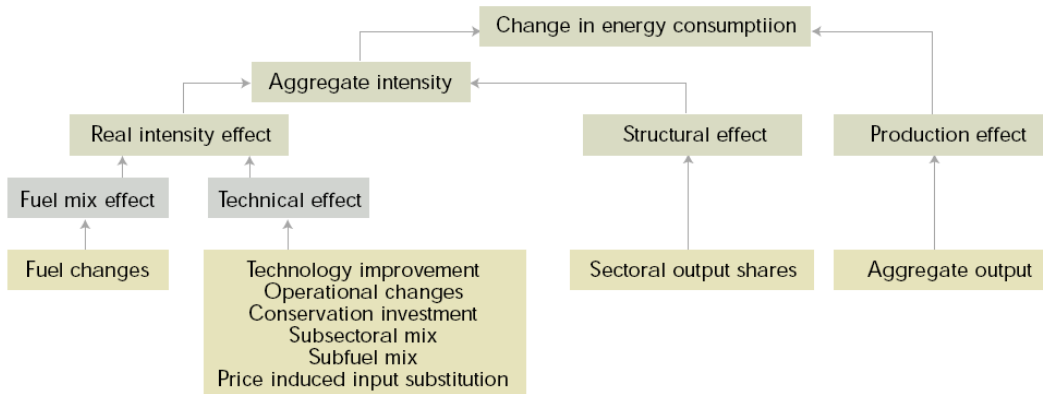 Change in energy consumptiion
Aggregate intensity
Real intensity effect
Structural effect
Production effect
Fuel mix effect
Technical effect
Fuel changes
Technology improvement
Operational changes
Conservation investment
Subsectoral mix
Subfuel mix
Price induced input substitution
Sectoral output shares
Aggregate output